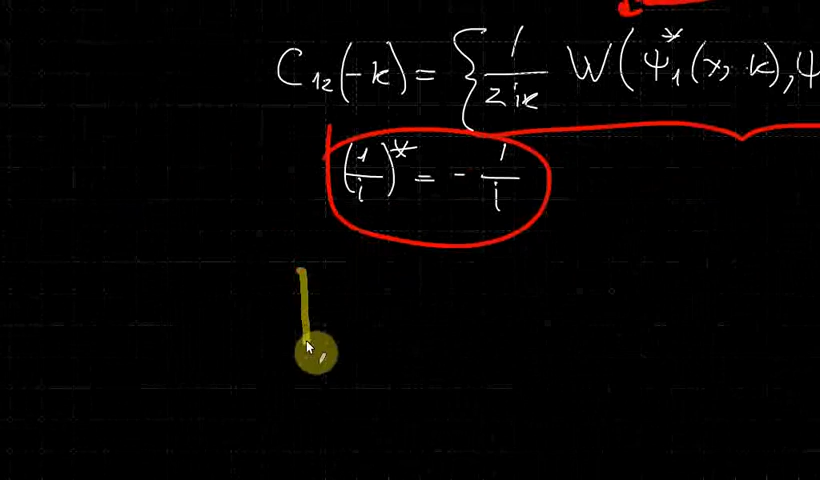 C₁₂(-k) = { 1/2ik W(ψ₁*(x, k), ψ
(1/i)* = - 1/i